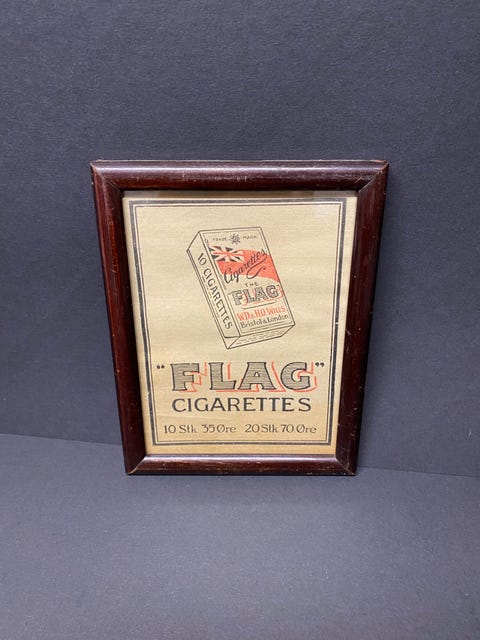 TRADE MARK
10 CIGARETTES
Cigarettes
THE
FLAG
W.D. & H.O. WILLS
Bristol & London
"FLAG"
CIGARETTES
10 Stk 35 Øre 20 Stk 70 Øre